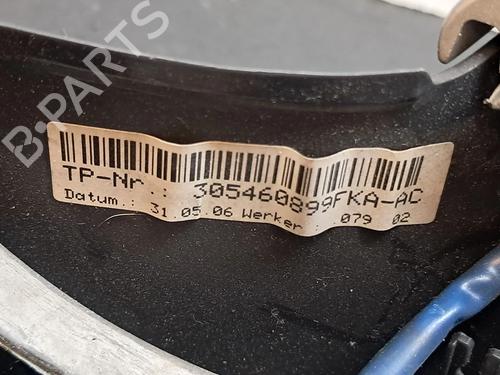 B-PARTS
TP-Nr.: 305460899FKA-AC
Datum.: 31.05.06 Werker.: 079 02